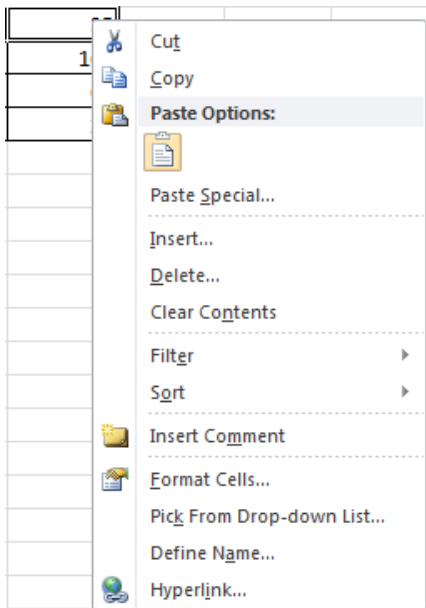 Cut
Copy
Paste Options:
Paste Special...
Insert...
Delete...
Clear Contents
Filter
Sort
Insert Comment
Format Cells...
Pick From Drop-down List...
Define Name...
Hyperlink...